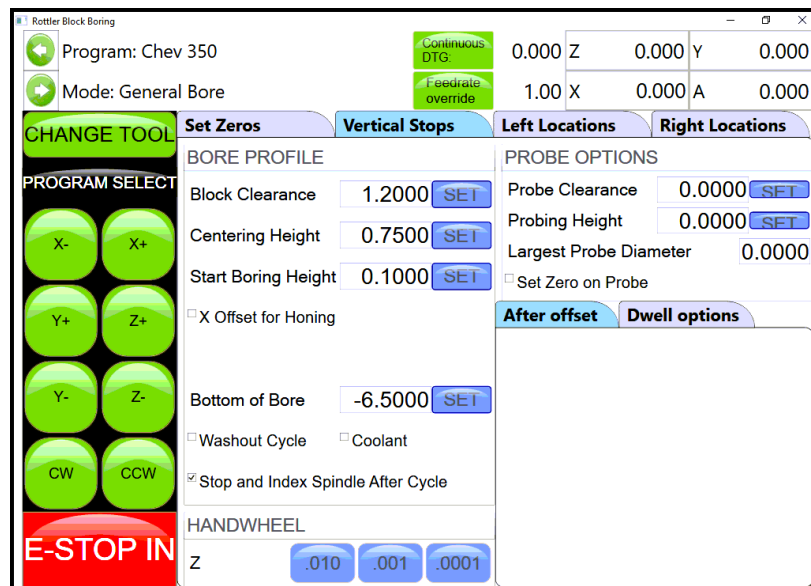 Rottler Block Boring
Program: Chev 350
Continuous DTG: 0.000 Z 0.000 Y 0.000
Mode: General Bore
Feedrate override 1.00 X 0.000 A 0.000
CHANGE TOOL
PROGRAM SELECT
X- X+
Y+ Z+
Y- Z-
CW CCW
E-STOP IN
Set Zeros Vertical Stops Left Locations Right Locations
BORE PROFILE
Block Clearance 1.2000 SET
Centering Height 0.7500 SET
Start Boring Height 0.1000 SET
X Offset for Honing
Bottom of Bore -6.5000 SET
Washout Cycle Coolant
Stop and Index Spindle After Cycle
HANDWHEEL
Z .010 .001 .0001
PROBE OPTIONS
Probe Clearance 0.0000 SET
Probing Height 0.0000 SET
Largest Probe Diameter 0.0000
Set Zero on Probe
After offset Dwell options